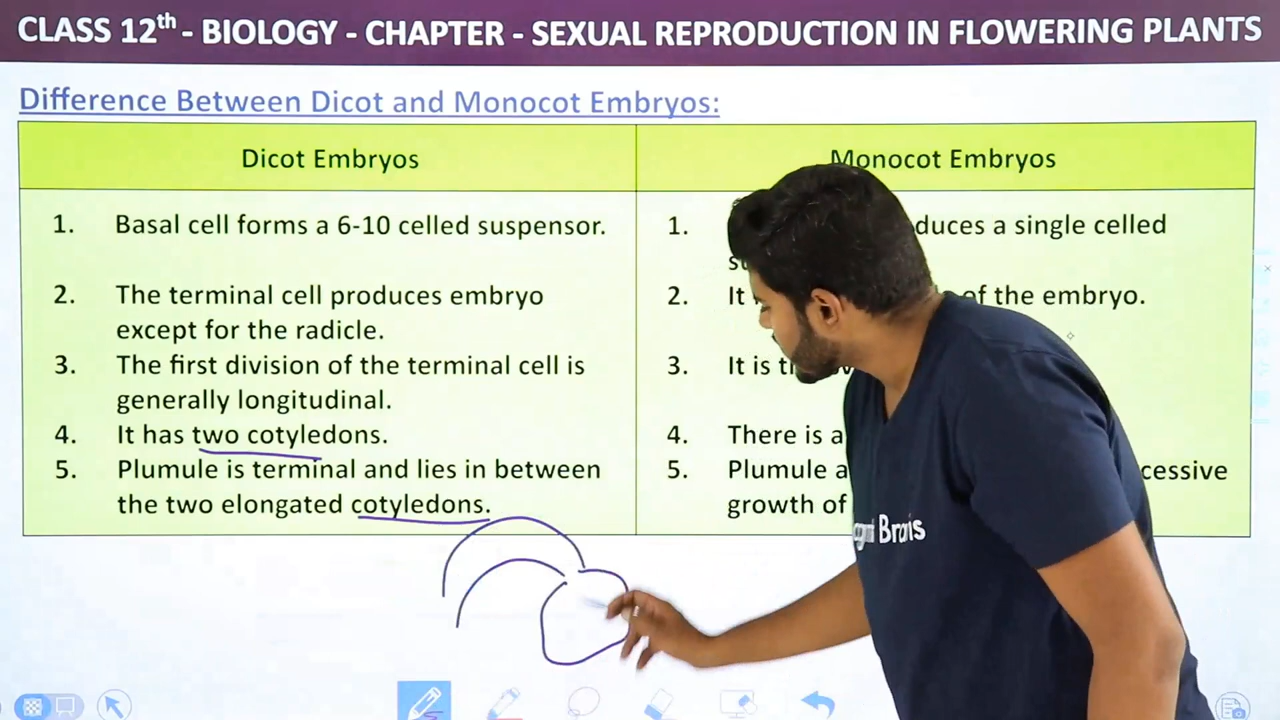 CLASS 12th - BIOLOGY - CHAPTER - SEXUAL REPRODUCTION IN FLOWERING PLANTS
Difference Between Dicot and Monocot Embryos:
Dicot Embryos
1. Basal cell forms a 6-10 celled suspensor.
2. The terminal cell produces embryo
except for the radicle.
3. The first division of the terminal cell is
generally longitudinal.
4. It has two cotyledons.
5. Plumule is terminal and lies in between
the two elongated cotyledons.
Monocot Embryos
1. a single celled
2. It of the embryo.
3. It is
4. There is a
5. Plumule
growth of